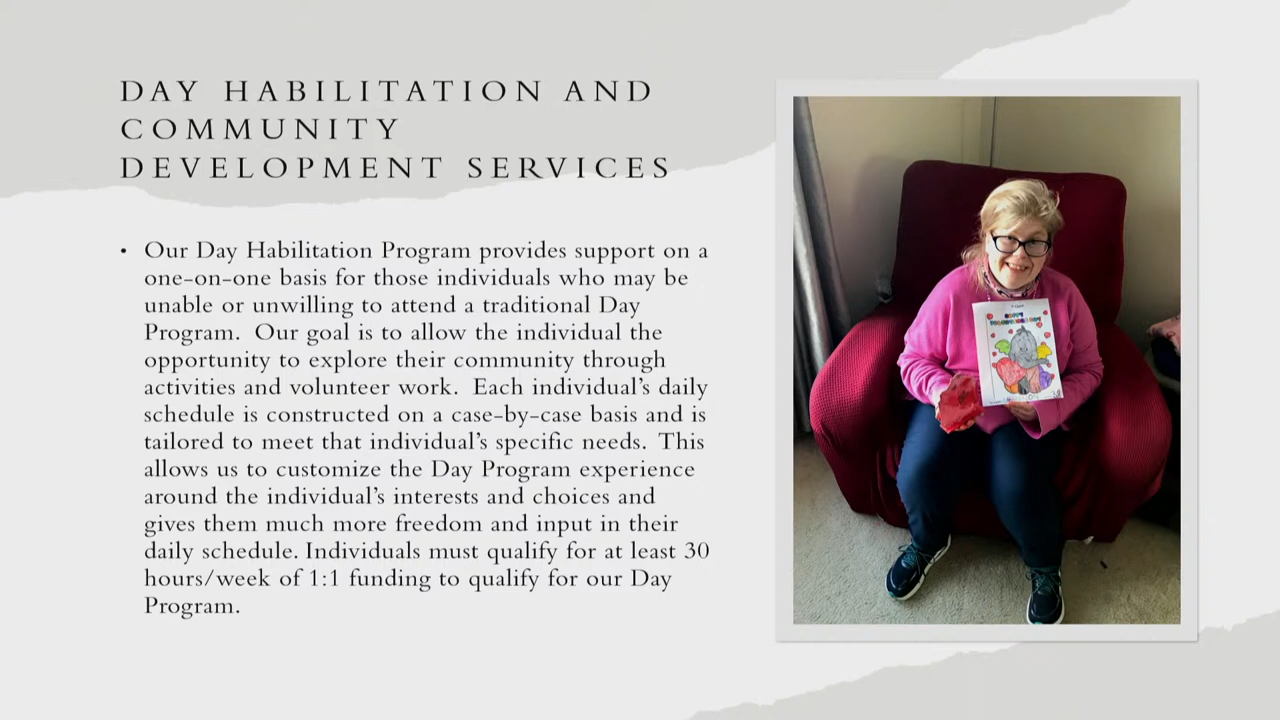 DAY HABILITATION AND
COMMUNITY
DEVELOPMENT SERVICES
• Our Day Habilitation Program provides support on a
one-on-one basis for those individuals who may be
unable or unwilling to attend a traditional Day
Program. Our goal is to allow the individual the
opportunity to explore their community through
activities and volunteer work. Each individual's daily
schedule is constructed on a case-by-case basis and is
tailored to meet that individual's specific needs. This
allows us to customize the Day Program experience
around the individual's interests and choices and
gives them much more freedom and input in their
daily schedule. Individuals must qualify for at least 30
hours/week of 1:1 funding to qualify for our Day
Program.